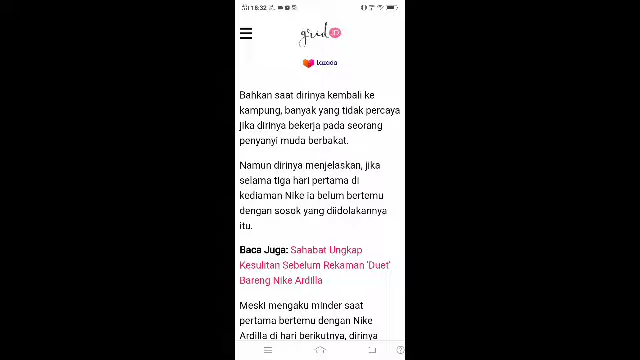 18:32
grid ID
Lazada
Bahkan saat dirinya kembali ke
kampung, banyak yang tidak percaya
jika dirinya bekerja pada seorang
penyanyi muda berbakat.
Namun dirinya menjelaskan, jika
selama tiga hari pertama di
kediaman Nike ia belum bertemu
dengan sosok yang diidolakannya
itu.
Baca Juga: Sahabat Ungkap
Kesulitan Sebelum Rekaman 'Duet'
Bareng Nike Ardilla
Meski mengaku minder saat
pertama bertemu dengan Nike
Ardilla di hari berikutnya, dirinya